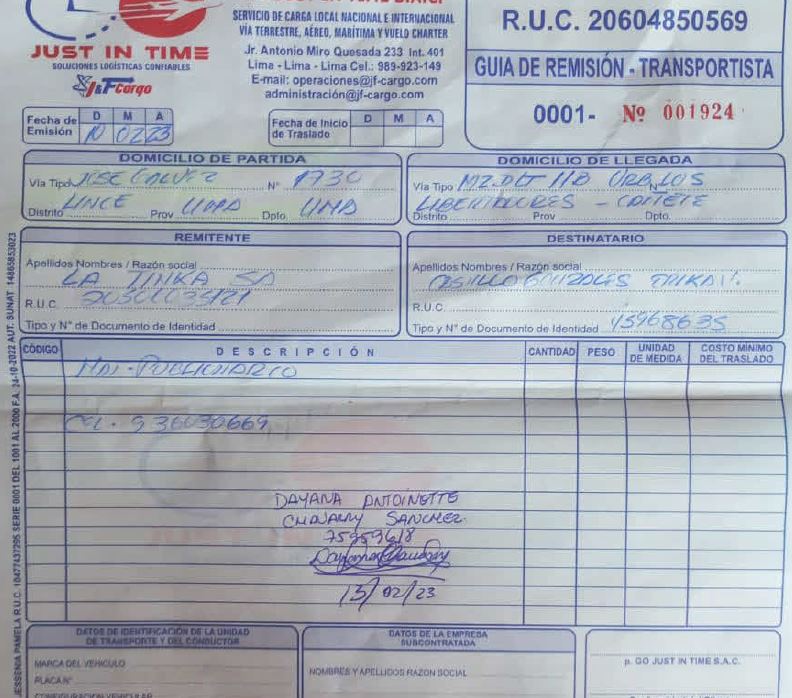 JUST IN TIME
SOLUCIONES LOGÍSTICAS CONFIABLES
J&F Cargo
SERVICIO DE CARGA LOCAL NACIONAL E INTERNACIONAL
VÍA TERRESTRE, AÉREO, MARÍTIMA Y VUELO CHARTER
Jr. Antonio Miro Quesada 233 Int. 401
Lima - Lima - Lima Cel.: 989-923-149
E-mail: operaciones@jf-cargo.com
administración@jf-cargo.com
R.U.C. 20604850569
GUIA DE REMISIÓN - TRANSPORTISTA
0001- Nº 001924
Fecha de Emisión D M A
10 02 23
Fecha de Inicio de Traslado D M A
DOMICILIO DE PARTIDA
Vía Tipo JOSE GALVEZ Nº 1730
Distrito LINCE Prov LIMA Dpto. LIMA
DOMICILIO DE LLEGADA
Vía Tipo MZ.D LT 11B URB. LOS Nº
LIBERTADORES - CAÑETE
Distrito Prov Dpto.
REMITENTE
Apellidos Nombres / Razón social
LA TINKA SA
R.U.C.
Tipo y Nº de Documento de Identidad
DESTINATARIO
Apellidos Nombres / Razón social
R.U.C.
Tipo y Nº de Documento de Identidad 45968635
CÓDIGO DESCRIPCIÓN CANTIDAD PESO UNIDAD DE MEDIDA COSTO MÍNIMO DEL TRASLADO
MAT. PUBLICITARIO
CEL. 936030669
DAYANA ANTOINETTE
SANCHEZ
75959618
13/02/23
JESSENIA PAMELA R.U.C. 10477437295 SERIE 0001 DEL 1001 AL 2000 F.A. 24-10-2022 AUT. SUNAT 14865853023
DATOS DE IDENTIFICACIÓN DE LA UNIDAD
DE TRANSPORTE Y DEL CONDUCTOR
MARCA DEL VEHICULO
PLACA Nº
CONFIGURACIÓN VEHICULAR
DATOS DE LA EMPRESA
SUBCONTRATADA
NOMBRES Y APELLIDOS RAZON SOCIAL
p. GO JUST IN TIME S.A.C.